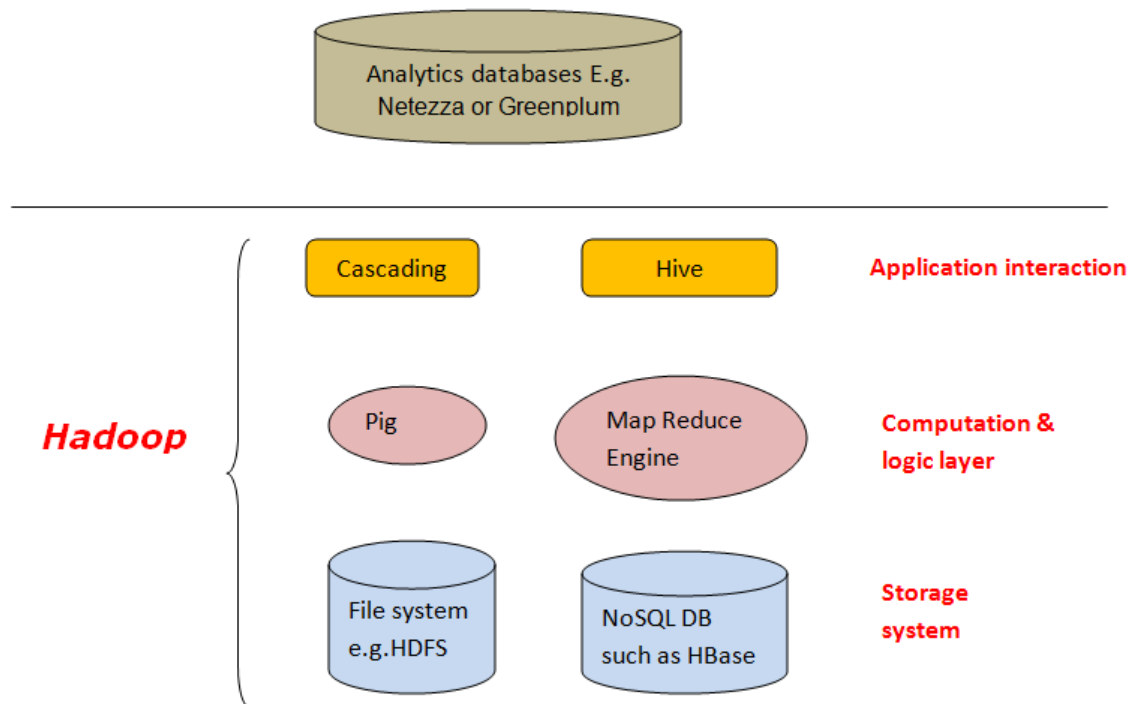 Analytics databases E.g.
Netezza or Greenplum
Cascading
Hive
Application interaction
Hadoop
Pig
Map Reduce
Engine
Computation &
logic layer
File system
e.g.HDFS
NoSQL DB
such as HBase
Storage
system